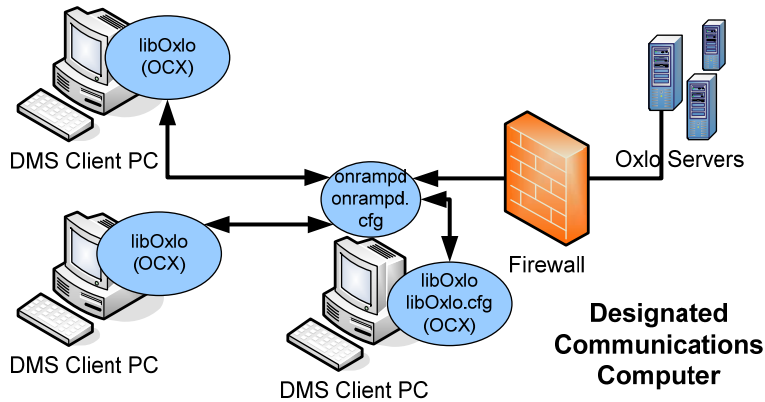 libOxlo
(OCX)
DMS Client PC
Oxlo Servers
onrampd
onrampd.
cfg
libOxlo
(OCX)
DMS Client PC
Firewall
libOxlo
libOxlo.cfg
(OCX)
DMS Client PC
Designated
Communications
Computer